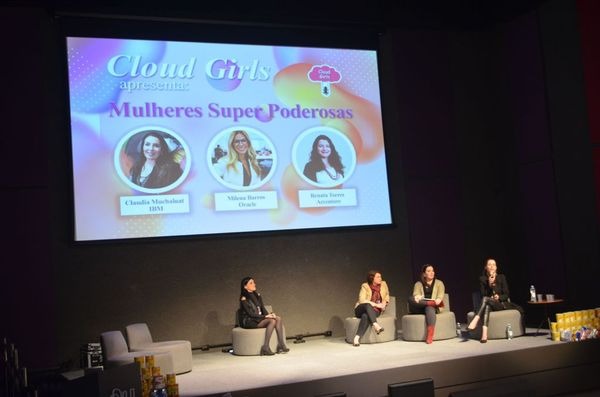 Cloud Girls
apresenta:
Cloud
Girls
Mulheres Super Poderosas
Claudia Muchaluat
IBM
Milena Barros
Oracle
Renata Torres
Accenture